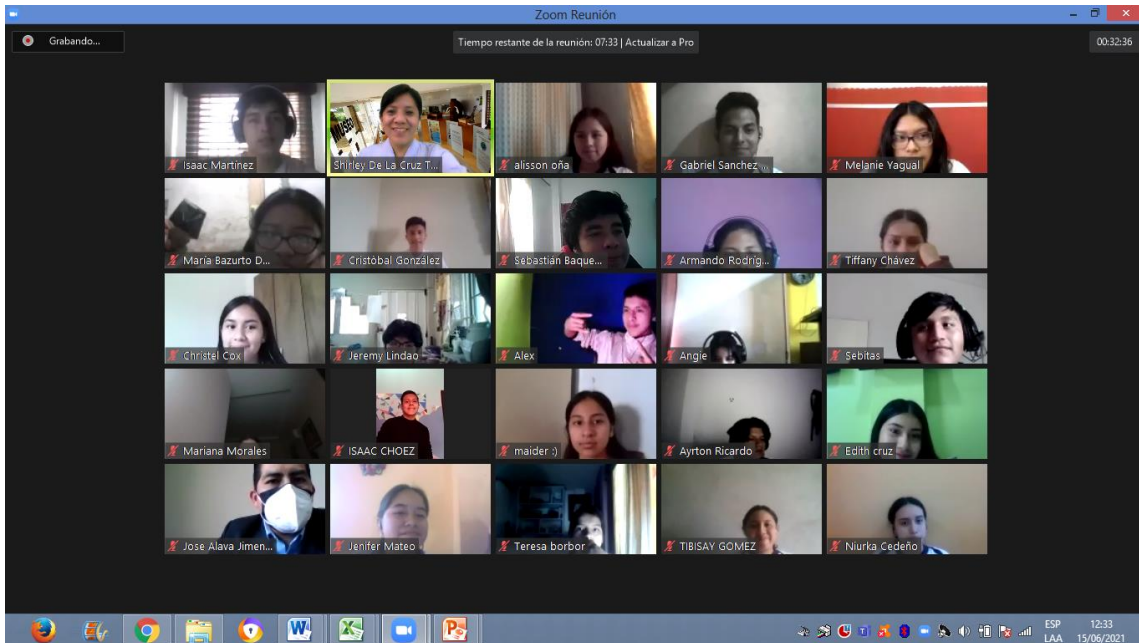 Zoom Reunión
Grabando...
Tiempo restante de la reunión: 07:33 | Actualizar a Pro
00:32:36
Isaac Martinez
Shirley De La Cruz T...
alisson oña
Gabriel Sanchez ...
Melanie Yagual
María Bazurto D...
Cristóbal González
Sebastián Baque...
Armando Rodríg...
Tiffany Chávez
Christel Cox
Jeremy Lindao
Alex
Angie
Sebitas
Mariana Morales
ISAAC CHOEZ
maider :)
Ayrton Ricardo
Edith cruz
Jose Alava Jimen...
Jenifer Mateo
Teresa borbor
TIBISAY GOMEZ
Niurka Cedeño
ESP
LAA
12:33
15/06/2021